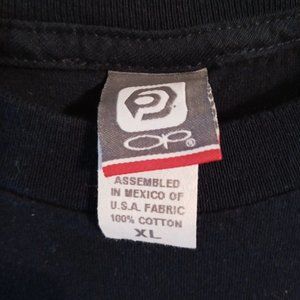 OP®
ASSEMBLED
IN MEXICO OF
U.S.A. FABRIC
100% COTTON
XL